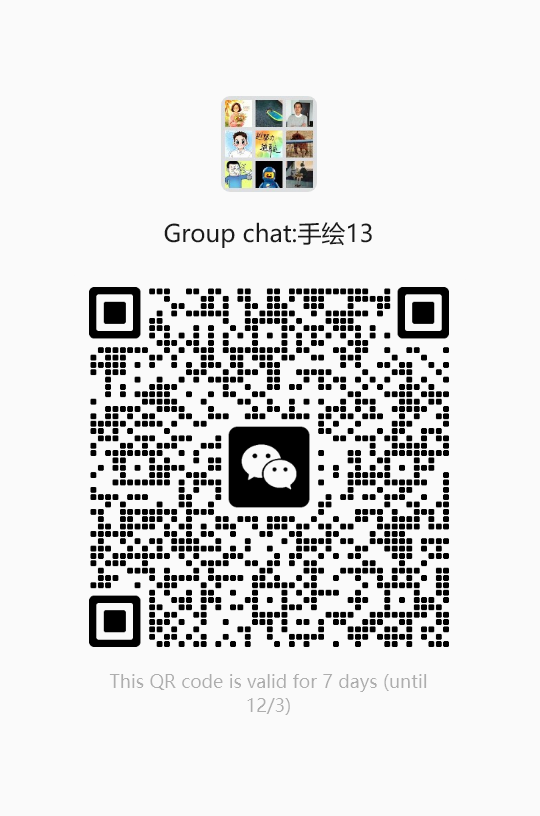 Group chat:手绘13
This QR code is valid for 7 days (until
12/3)